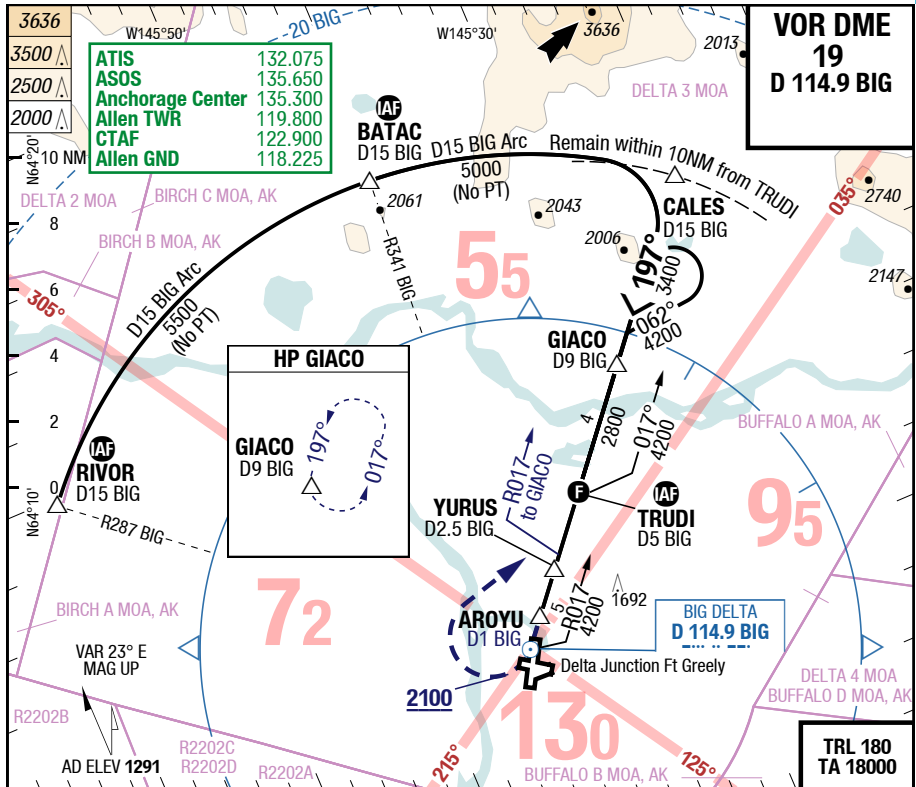 3636
3500
2500
2000
W145°50'
20 BIG
W145°30'
3636
2013
VOR DME
19
D 114.9 BIG
ATIS 132.075
ASOS 135.650
Anchorage Center 135.300
Allen TWR 119.800
CTAF 122.900
Allen GND 118.225
DELTA 3 MOA
IAF
BATAC
D15 BIG
D15 BIG Arc
5000
(No PT)
Remain within 10NM from TRUDI
N64°20'
10 NM
DELTA 2 MOA
BIRCH C MOA, AK
2061
2043
CALES
D15 BIG
035°
2740
8
BIRCH B MOA, AK
R341 BIG
2006
197°
3400
2147
55
6
305°
D15 BIG Arc
5500
(No PT)
062°
4200
4
HP GIACO
GIACO
D9 BIG
GIACO
D9 BIG
197°
017°
4
2800
017°
4200
BUFFALO A MOA, AK
2
IAF
RIVOR
D15 BIG
R017
to GIACO
F
IAF
TRUDI
D5 BIG
95
0
N64°10'
R287 BIG
YURUS
D2.5 BIG
BIRCH A MOA, AK
72
AROYU
D1 BIG
5
R017
4200
1692
BIG DELTA
D 114.9 BIG
VAR 23° E
MAG UP
Delta Junction Ft Greely
2100
130
DELTA 4 MOA
BUFFALO D MOA, AK
R2202B
AD ELEV 1291
R2202C
R2202D
R2202A
215°
125°
BUFFALO B MOA, AK
TRL 180
TA 18000